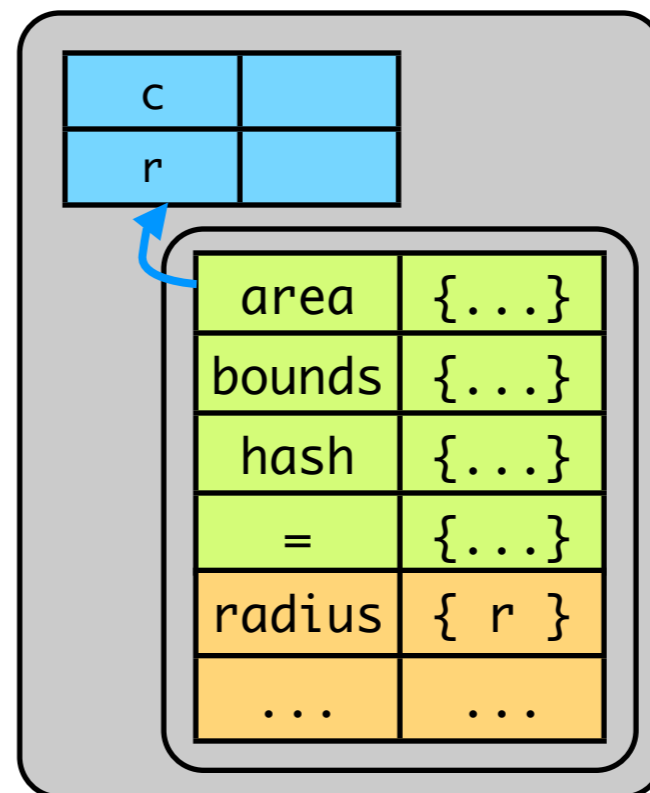 c
r
area {...}
bounds {...}
hash {...}
= {...}
radius { r }
... ...